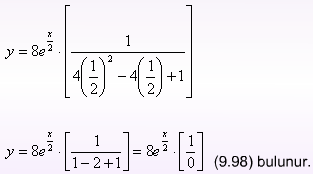 y = 8e^{x/2} · [ 1 / ( 4(1/2)^2 − 4(1/2) + 1 ) ]
y = 8e^{x/2} · [ 1 / ( 1−2+1 ) ] = 8e^{x/2} · [ 1 / 0 ] (9.98) bulunur.